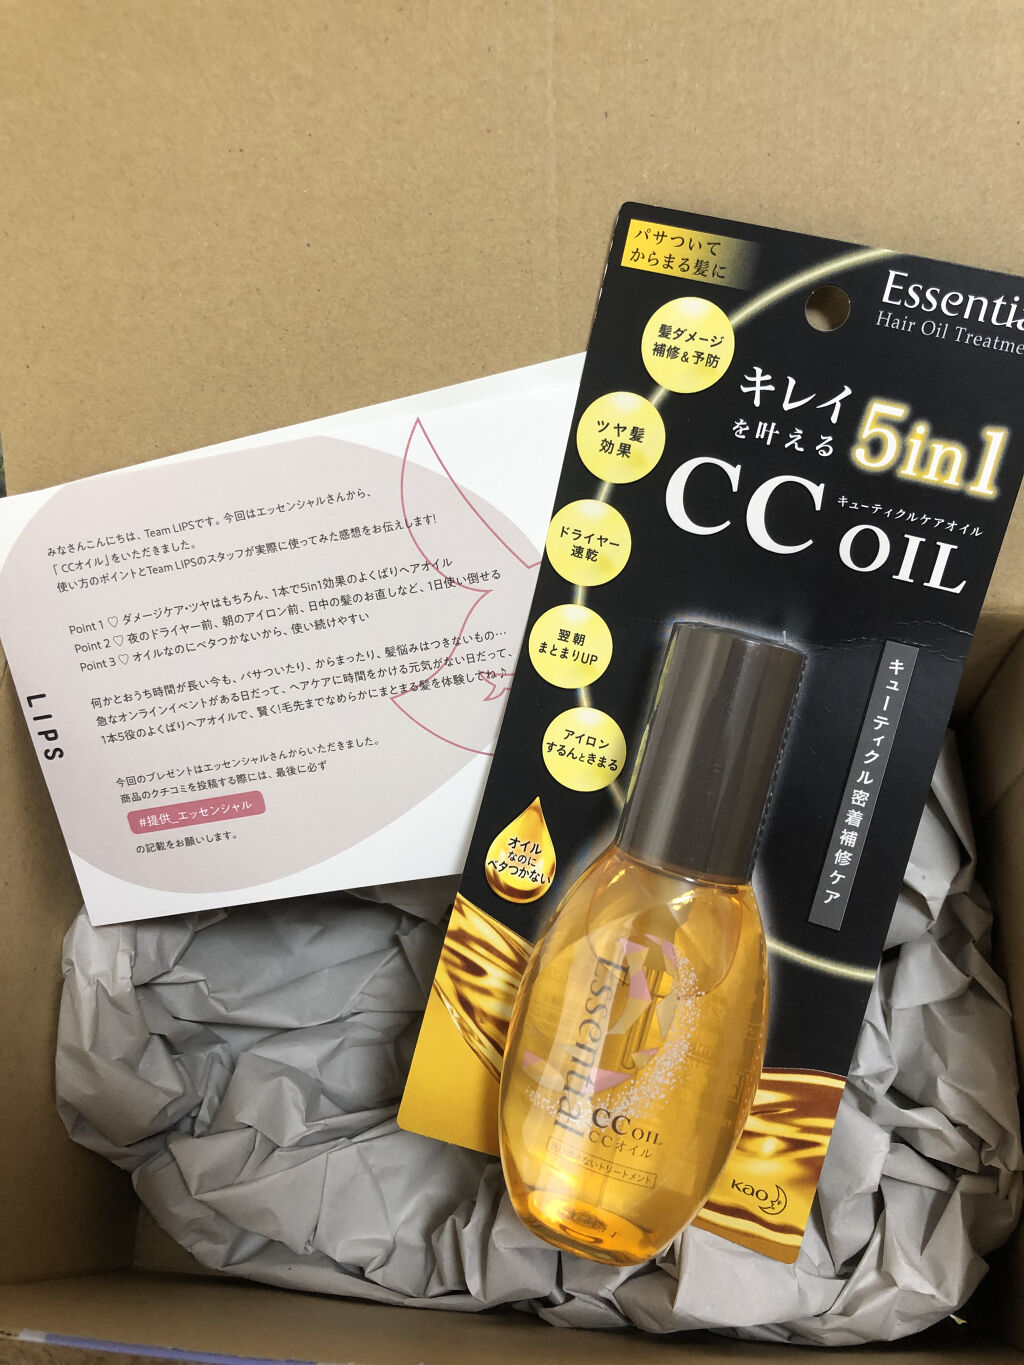 みなさんこんにちは、Team LIPSです。今回はエッセンシャルさんから、
「CCオイル」をいただきました。
使い方のポイントとTeam LIPSのスタッフが実際に使ってみた感想をお伝えします!
Point 1 ♡ ダメージケア・ツヤはもちろん、1本で5in1効果のよくばりヘアオイル
Point 2 ♡ 夜のドライヤー前、朝のアイロン前、日中の髪のお直しなど、1日使い倒せる
Point 3 ♡ オイルなのにベタつかないから、使い続けやすい
何かとおうち時間が長い今も、パサついたり、からまったり、髪悩みはつきないもの…
急なオンラインイベントがある日だって、ヘアケアに時間をかける元気がない日だって、
1本5役のよくばりヘアオイルで、賢く!毛先までなめらかにまとまる髪を体験してね♪
今回のプレゼントはエッセンシャルさんからいただきました。
商品のクチコミを投稿する際には、最後に必ず
#提供_エッセンシャル
の記載をお願いします。
LIPS
パサついて
からまる髪に
Essentia
Hair Oil Treatme
髪ダメージ
補修&予防
ツヤ髪
効果
ドライヤー
速乾
翌朝
まとまりUP
アイロン
するんときまる
オイル
なのに
ベタつかない
キレイ
を叶える
5in1
CC OIL
キューティクルケアオイル
キューティクル密着補修ケア
Essential
CC OIL
CCオイル
洗い流さないトリートメント
Kao